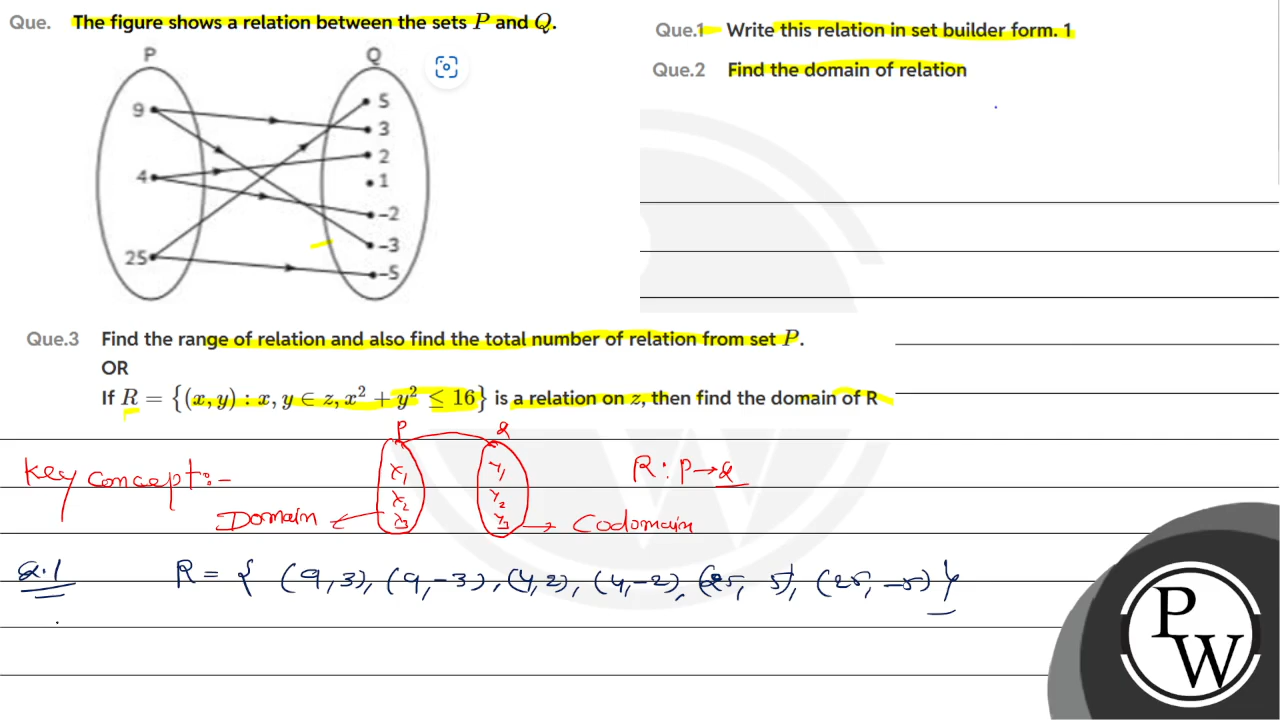 Que. The figure shows a relation between the sets P and Q.
P
Q
9
4
25
5
3
2
1
-2
-3
-5
Que.1 Write this relation in set builder form. 1
Que.2 Find the domain of relation
Que.3 Find the range of relation and also find the total number of relation from set P.
OR
If R = {(x, y) : x, y ∈ z, x² + y² ≤ 16} is a relation on z, then find the domain of R
Key concept:-
P
Q
x₁
x₂
x₃
y₁
y₂
y₃
R : P→Q
Domain
Codomain
Q.1 R = { (9, 3), (9, -3), (4, 2), (4, -2), (25, 5), (25, -5) }
PW